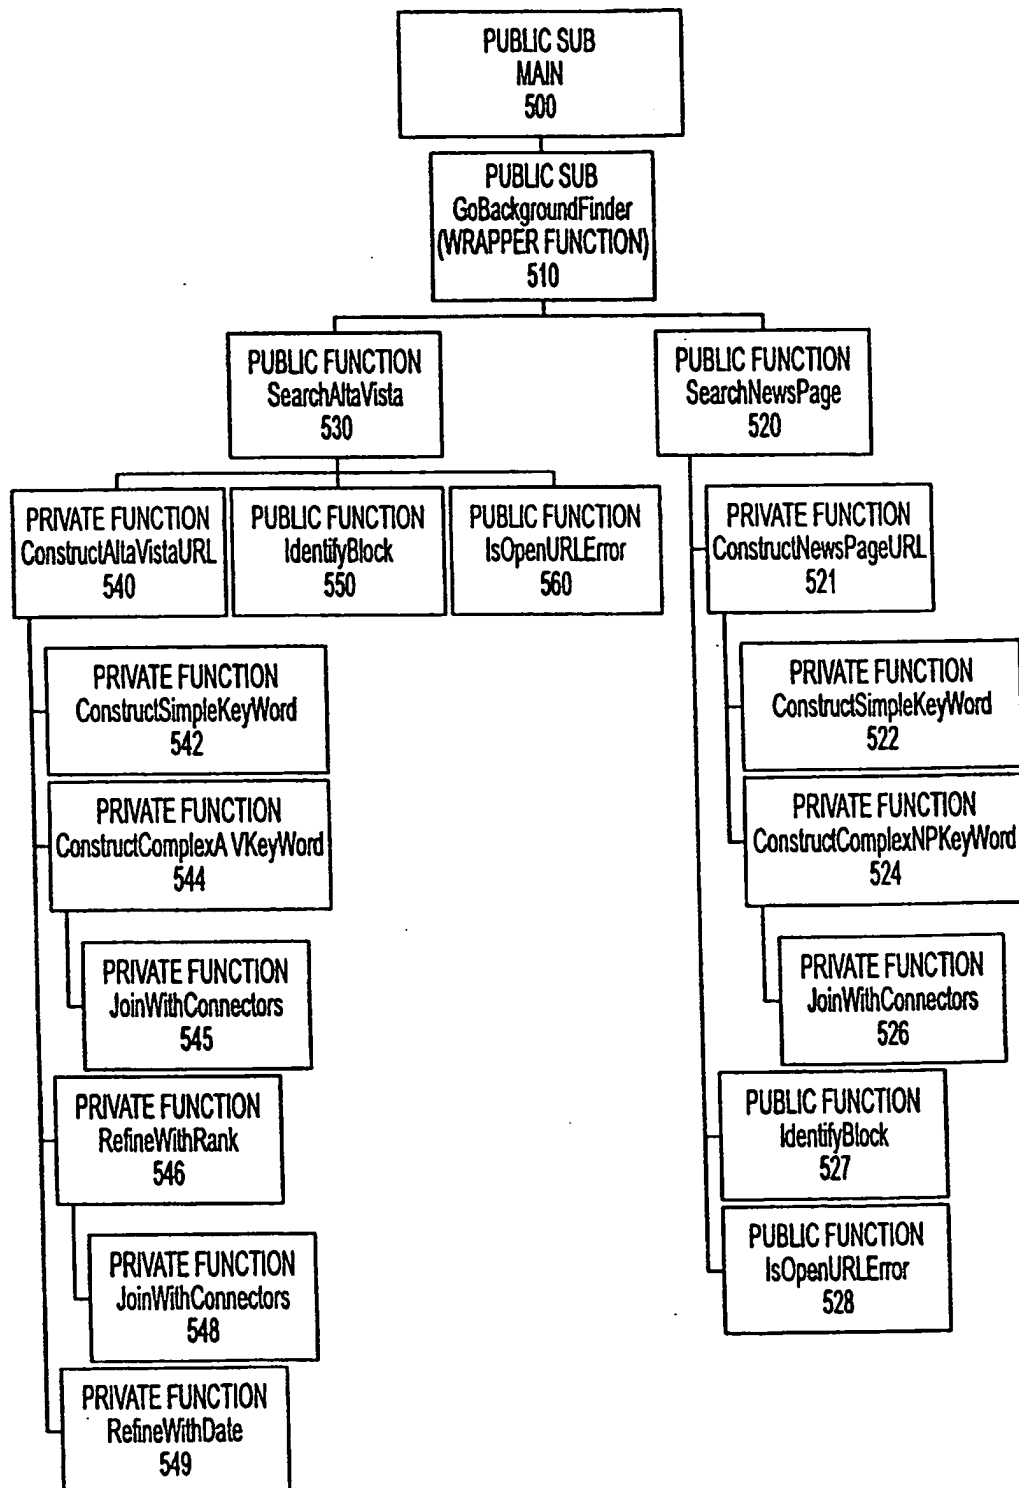 PUBLIC SUB
MAIN
500
PUBLIC SUB
GoBackgroundFinder
(WRAPPER FUNCTION)
510
PUBLIC FUNCTION
SearchAltaVista
530
PUBLIC FUNCTION
SearchNewsPage
520
PRIVATE FUNCTION
ConstructAltaVistaURL
540
PUBLIC FUNCTION
IdentifyBlock
550
PUBLIC FUNCTION
IsOpenURLError
560
PRIVATE FUNCTION
ConstructNewsPageURL
521
PRIVATE FUNCTION
ConstructSimpleKeyWord
542
PRIVATE FUNCTION
ConstructSimpleKeyWord
522
PRIVATE FUNCTION
ConstructComplexA VKeyWord
544
PRIVATE FUNCTION
ConstructComplexNPKeyWord
524
PRIVATE FUNCTION
JoinWithConnectors
545
PRIVATE FUNCTION
JoinWithConnectors
526
PRIVATE FUNCTION
RefineWithRank
546
PUBLIC FUNCTION
IdentifyBlock
527
PRIVATE FUNCTION
JoinWithConnectors
548
PUBLIC FUNCTION
IsOpenURLError
528
PRIVATE FUNCTION
RefineWithDate
549